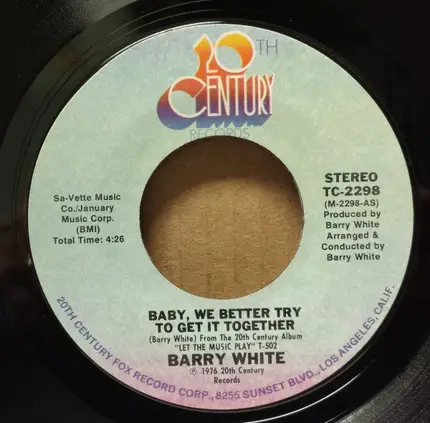 20TH
CENTURY
RECORDS
STEREO
TC-2298
(M-2298-AS)
Produced by
Barry White
Arranged &
Conducted by
Barry White
Sa-Vette Music
Co./January
Music Corp.
(BMI)
Total Time: 4:26
BABY, WE BETTER TRY
TO GET IT TOGETHER
(Barry White) From The 20th Century Album
"LET THE MUSIC PLAY" T-502
BARRY WHITE
℗ 1976 20th Century
Records
20TH CENTURY FOX RECORD CORP., 8255 SUNSET BLVD., LOS ANGELES, CALIF.